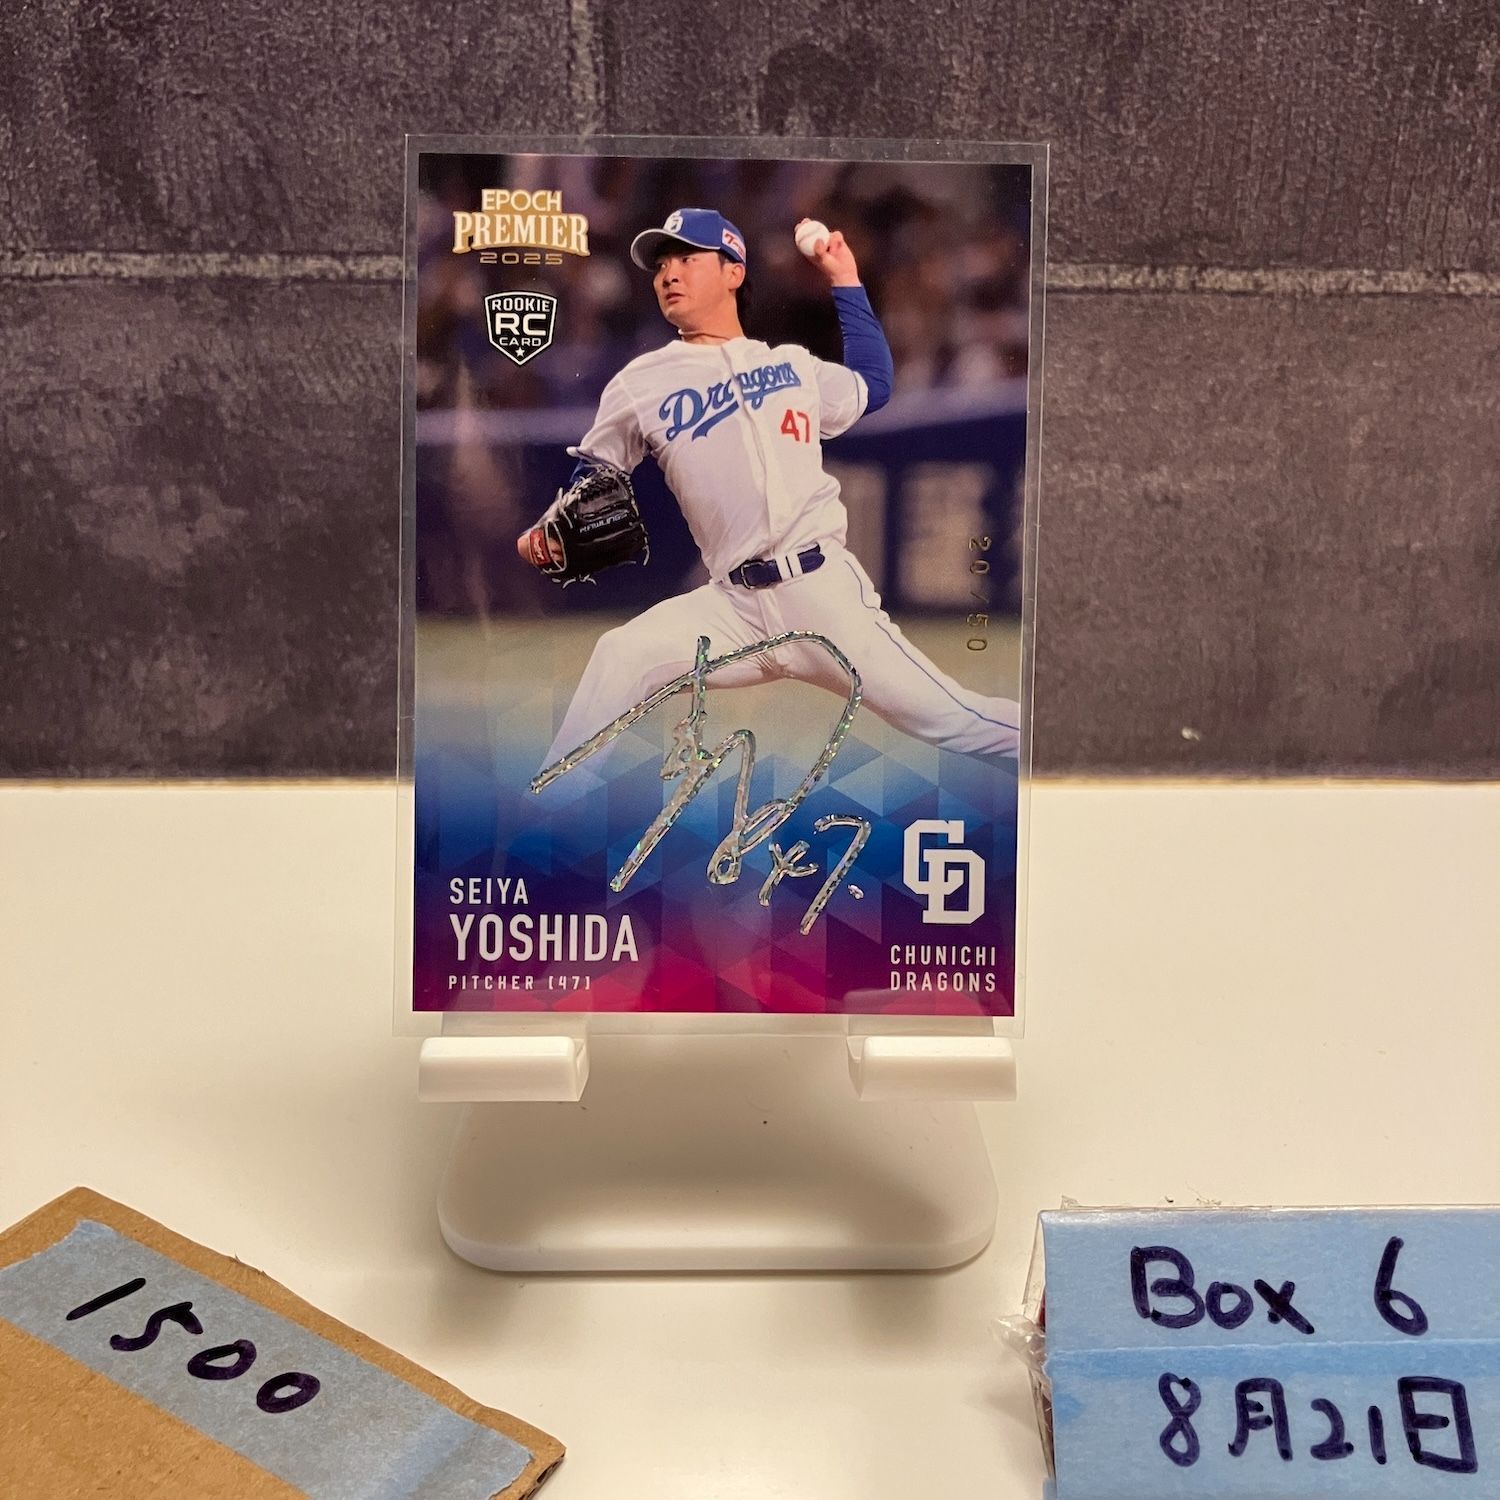 EPOCH
PREMIER
2025
ROOKIE
RC
CARD
Dragons
47
RAWLINGS
20/50
SEIYA
YOSHIDA
PITCHER [47]
CD
CHUNICHI
DRAGONS
1500
Box 6
8月21日